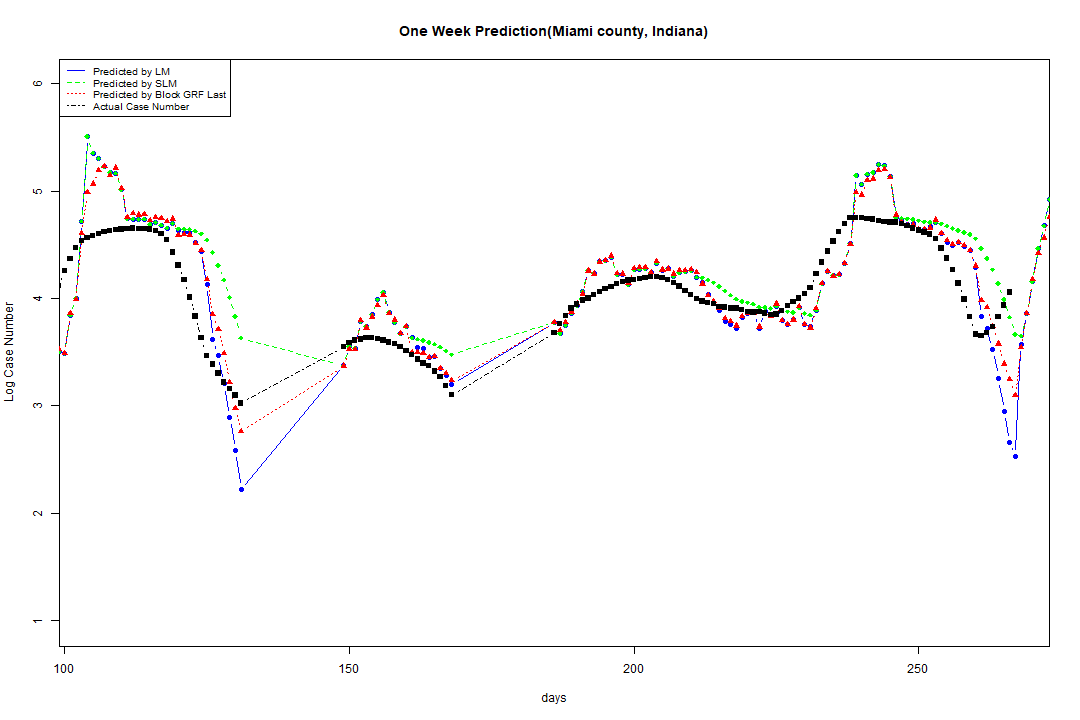 One Week Prediction(Miami county, Indiana)
Predicted by LM
Predicted by SLM
Predicted by Block GRF Last
Actual Case Number
6
5
4
3
2
1
Log Case Number
100 150 200 250
days